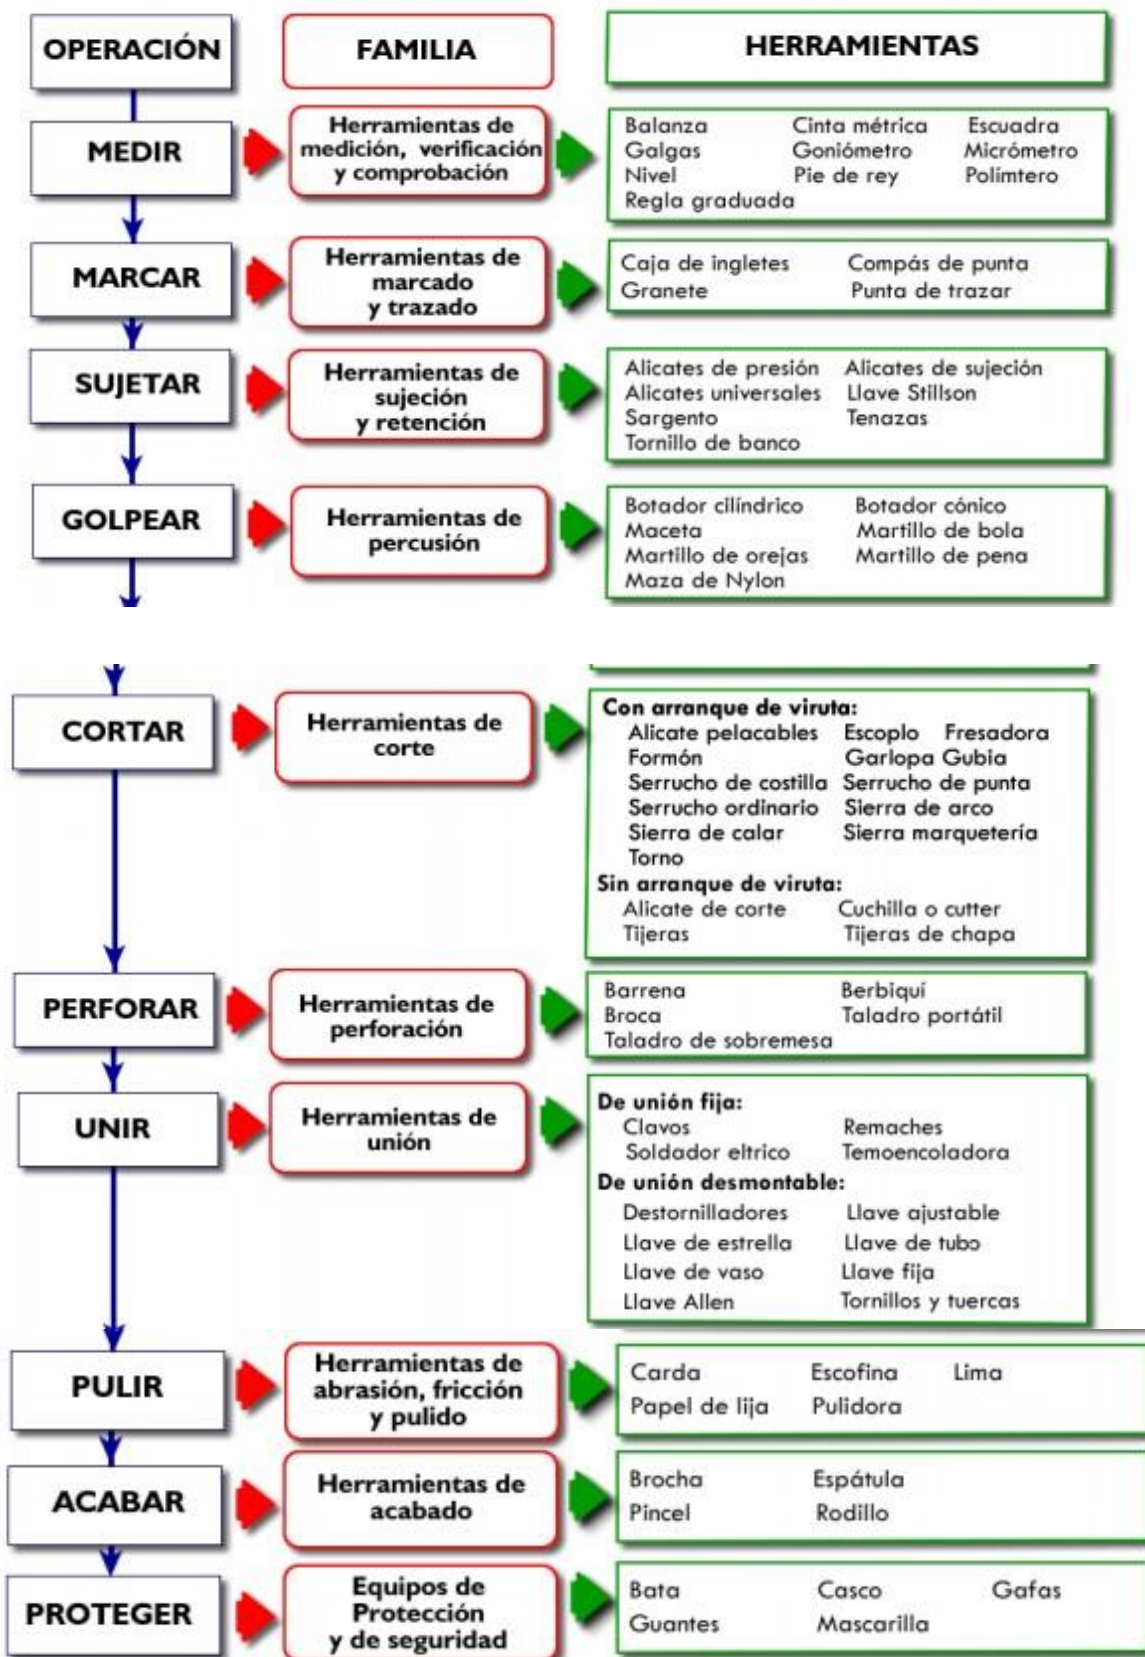 OPERACIÓN
FAMILIA
HERRAMIENTAS
MEDIR
Herramientas de
medición, verificación
y comprobación
Balanza Cinta métrica Escuadra
Galgas Goniómetro Micrómetro
Nivel Pie de rey Polímtero
Regla graduada
MARCAR
Herramientas de
marcado
y trazado
Caja de ingletes Compás de punta
Granete Punta de trazar
SUJETAR
Herramientas de
sujeción
y retención
Alicates de presión Alicates de sujeción
Alicates universales Llave Stillson
Sargento Tenazas
Tornillo de banco
GOLPEAR
Herramientas de
percusión
Botador cilíndrico Botador cónico
Maceta Martillo de bola
Martillo de orejas Martillo de pena
Maza de Nylon
CORTAR
Herramientas de
corte
Con arranque de viruta:
Alicate pelacables Escoplo Fresadora
Formón Garlopa Gubia
Serrucho de costilla Serrucho de punta
Serrucho ordinario Sierra de arco
Sierra de calar Sierra marquetería
Torno
Sin arranque de viruta:
Alicate de corte Cuchilla o cutter
Tijeras Tijeras de chapa
PERFORAR
Herramientas de
perforación
Barrena Berbiquí
Broca Taladro portátil
Taladro de sobremesa
UNIR
Herramientas de
unión
De unión fija:
Clavos Remaches
Soldador eltrico Temoencoladora
De unión desmontable:
Destornilladores Llave ajustable
Llave de estrella Llave de tubo
Llave de vaso Llave fija
Llave Allen Tornillos y tuercas
PULIR
Herramientas de
abrasión, fricción
y pulido
Carda Escofina Lima
Papel de lija Pulidora
ACABAR
Herramientas de
acabado
Brocha Espátula
Pincel Rodillo
PROTEGER
Equipos de
Protección
y de seguridad
Bata Casco Gafas
Guantes Mascarilla